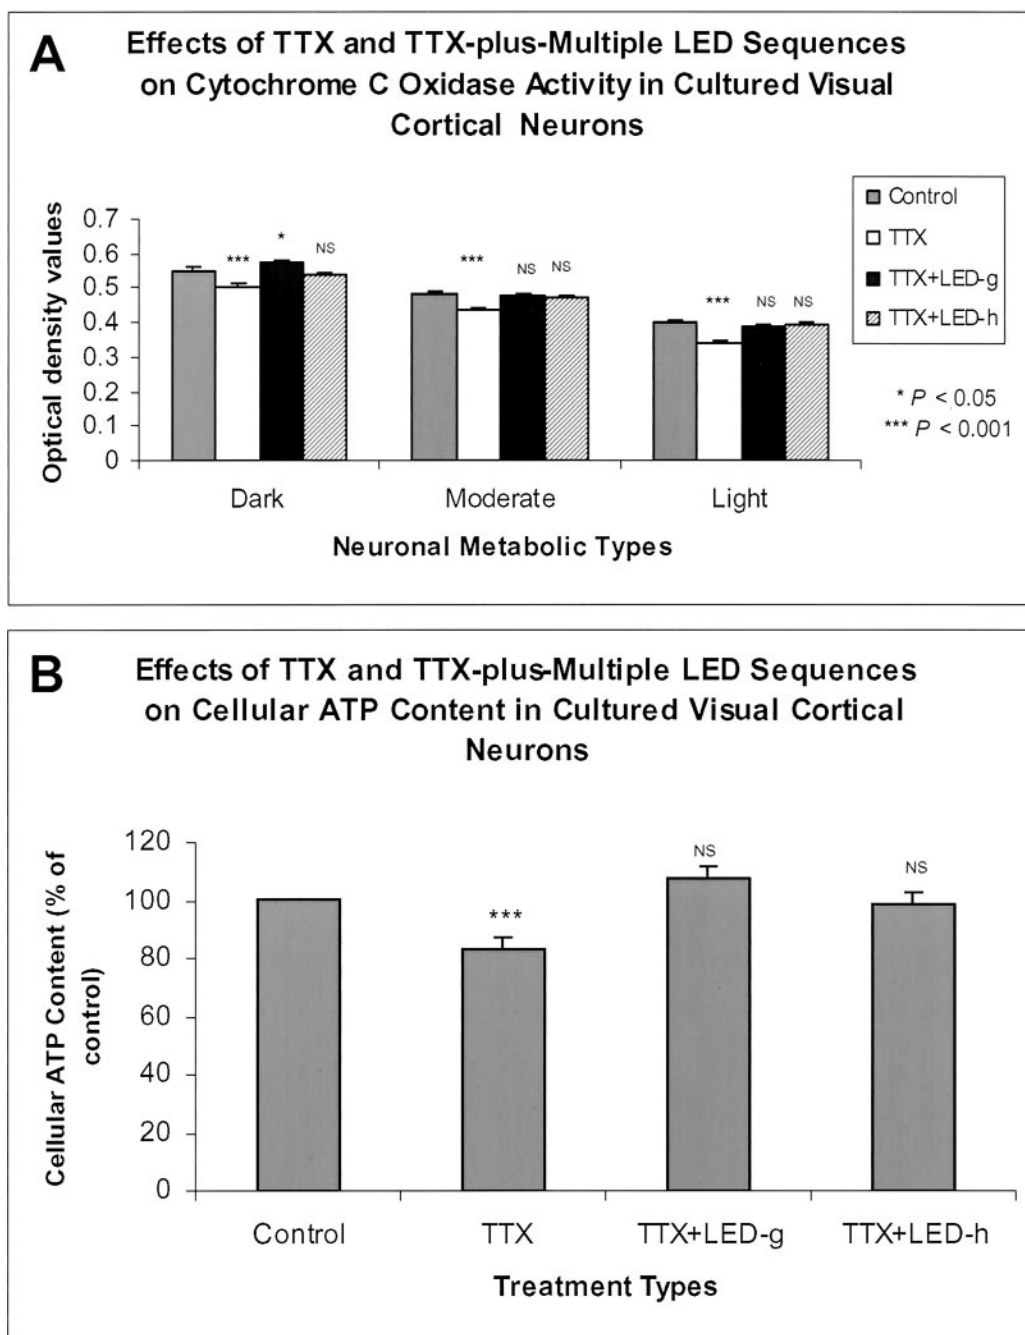 A
Effects of TTX and TTX-plus-Multiple LED Sequences
on Cytochrome C Oxidase Activity in Cultured Visual
Cortical Neurons
Control
TTX
TTX+LED-g
TTX+LED-h
* P < 0.05
*** P < 0.001
Optical density values
0.7
0.6
0.5
0.4
0.3
0.2
0.1
0
*** * NS
*** NS NS
*** NS NS
Dark Moderate Light
Neuronal Metabolic Types
B
Effects of TTX and TTX-plus-Multiple LED Sequences
on Cellular ATP Content in Cultured Visual Cortical
Neurons
Cellular ATP Content (% of
control)
120
100
80
60
40
20
0
*** NS NS
Control TTX TTX+LED-g TTX+LED-h
Treatment Types